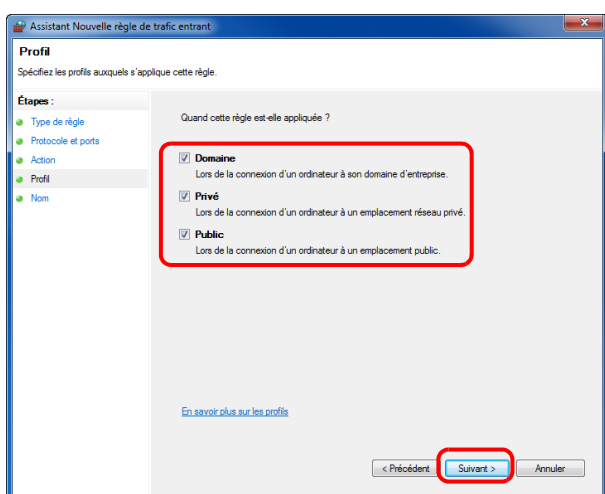 Assistant Nouvelle règle de trafic entrant
Profil
Spécifiez les profils auxquels s'applique cette règle.
Étapes :
Type de règle
Protocole et ports
Action
Profil
Nom
Quand cette règle est-elle appliquée ?
Domaine
Lors de la connexion d'un ordinateur à son domaine d'entreprise.
Privé
Lors de la connexion d'un ordinateur à un emplacement réseau privé.
Public
Lors de la connexion d'un ordinateur à un emplacement public.
En savoir plus sur les profils
< Précédent
Suivant >
Annuler